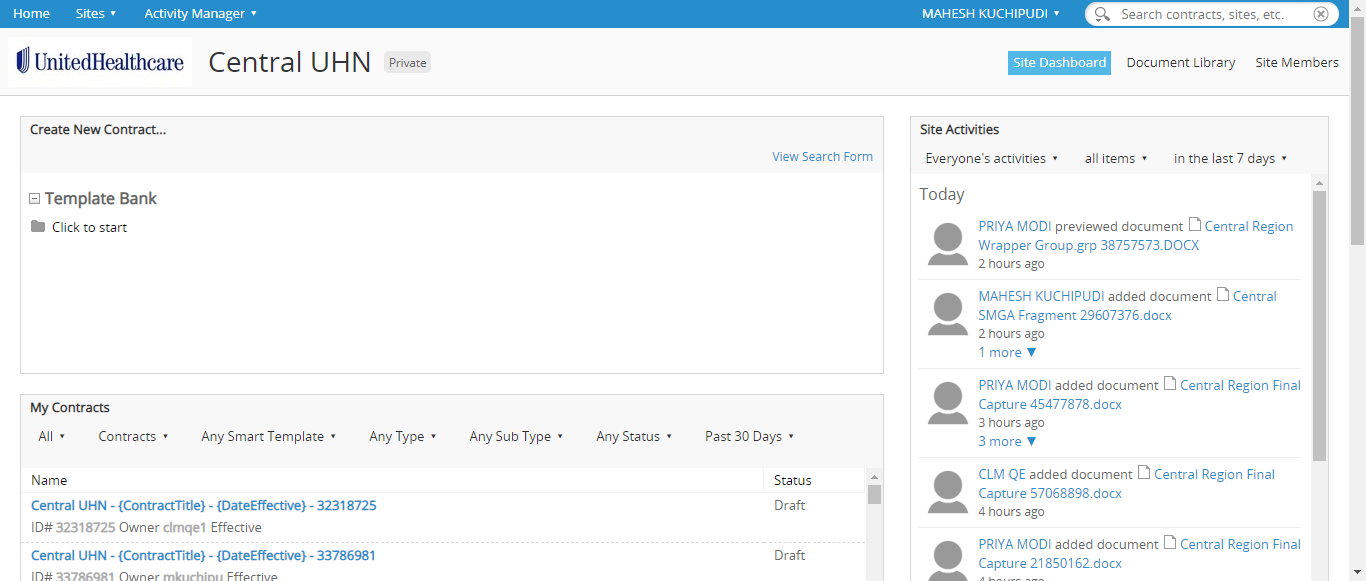 Home Sites Activity Manager MAHESH KUCHIPUDI Search contracts, sites, etc.
UnitedHealthcare Central UHN Private Site Dashboard Document Library Site Members
Create New Contract...
View Search Form
Template Bank
Click to start
My Contracts
All Contracts Any Smart Template Any Type Any Sub Type Any Status Past 30 Days
Name Status
Central UHN - {ContractTitle} - {DateEffective} - 32318725 Draft
ID# 32318725 Owner clmqe1 Effective
Central UHN - {ContractTitle} - {DateEffective} - 33786981 Draft
ID# 33786981 Owner mkuchipu Effective
Site Activities
Everyone's activities all items in the last 7 days
Today
PRIYA MODI previewed document Central Region
Wrapper Group.grp 38757573.DOCX
2 hours ago
MAHESH KUCHIPUDI added document Central
SMGA Fragment 29607376.docx
2 hours ago
1 more
PRIYA MODI added document Central Region Final
Capture 45477878.docx
3 hours ago
3 more
CLM QE added document Central Region Final
Capture 57068898.docx
4 hours ago
PRIYA MODI added document Central Region Final
Capture 21850162.docx
4 hours ago